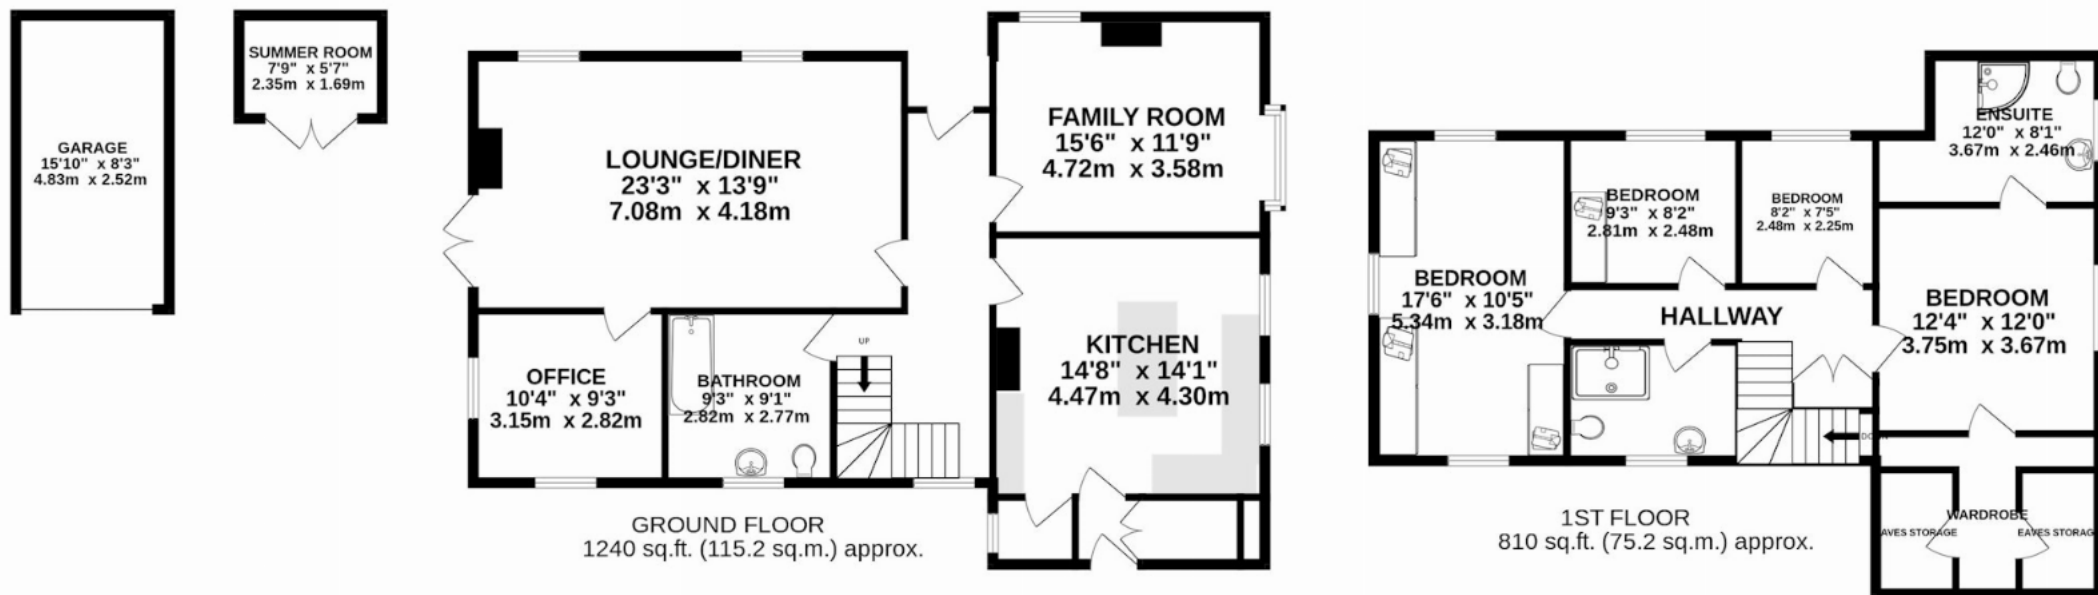 GARAGE
15'10" x 8'3"
4.83m x 2.52m
SUMMER ROOM
7'9" x 5'7"
2.35m x 1.69m
LOUNGE/DINER
23'3" x 13'9"
7.08m x 4.18m
FAMILY ROOM
15'6" x 11'9"
4.72m x 3.58m
OFFICE
10'4" x 9'3"
3.15m x 2.82m
BATHROOM
9'3" x 9'1"
2.82m x 2.77m
UP
KITCHEN
14'8" x 14'1"
4.47m x 4.30m
GROUND FLOOR
1240 sq.ft. (115.2 sq.m.) approx.
ENSUITE
12'0" x 8'1"
3.67m x 2.46m
BEDROOM
9'3" x 8'2"
2.81m x 2.48m
BEDROOM
8'2" x 7'5"
2.48m x 2.25m
BEDROOM
17'6" x 10'5"
5.34m x 3.18m
HALLWAY
BEDROOM
12'4" x 12'0"
3.75m x 3.67m
DOWN
WARDROBE
AVES STORAGE
EAVES STORAG
1ST FLOOR
810 sq.ft. (75.2 sq.m.) approx.